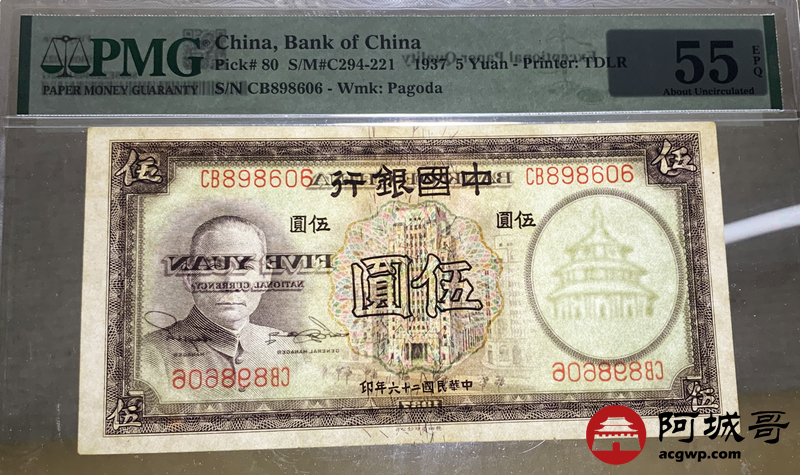 PMG
PAPER MONEY GUARANTY
China, Bank of China
Pick# 80 S/M#C294-221 1937 5 Yuan - Printer: TDLR
S/N CB898606 - Wmk: Pagoda
55
EPQ
About Uncirculated
Exceptional Paper Quality
伍
伍
CB898606
CB898606
行銀國中
圓伍
圓伍
FIVE YUAN
NATIONAL CURRENCY
圓伍
GENERAL MANAGER
CB898606
CB898606
印年六十二國民華中
伍
伍
阿城哥
acgwp.com